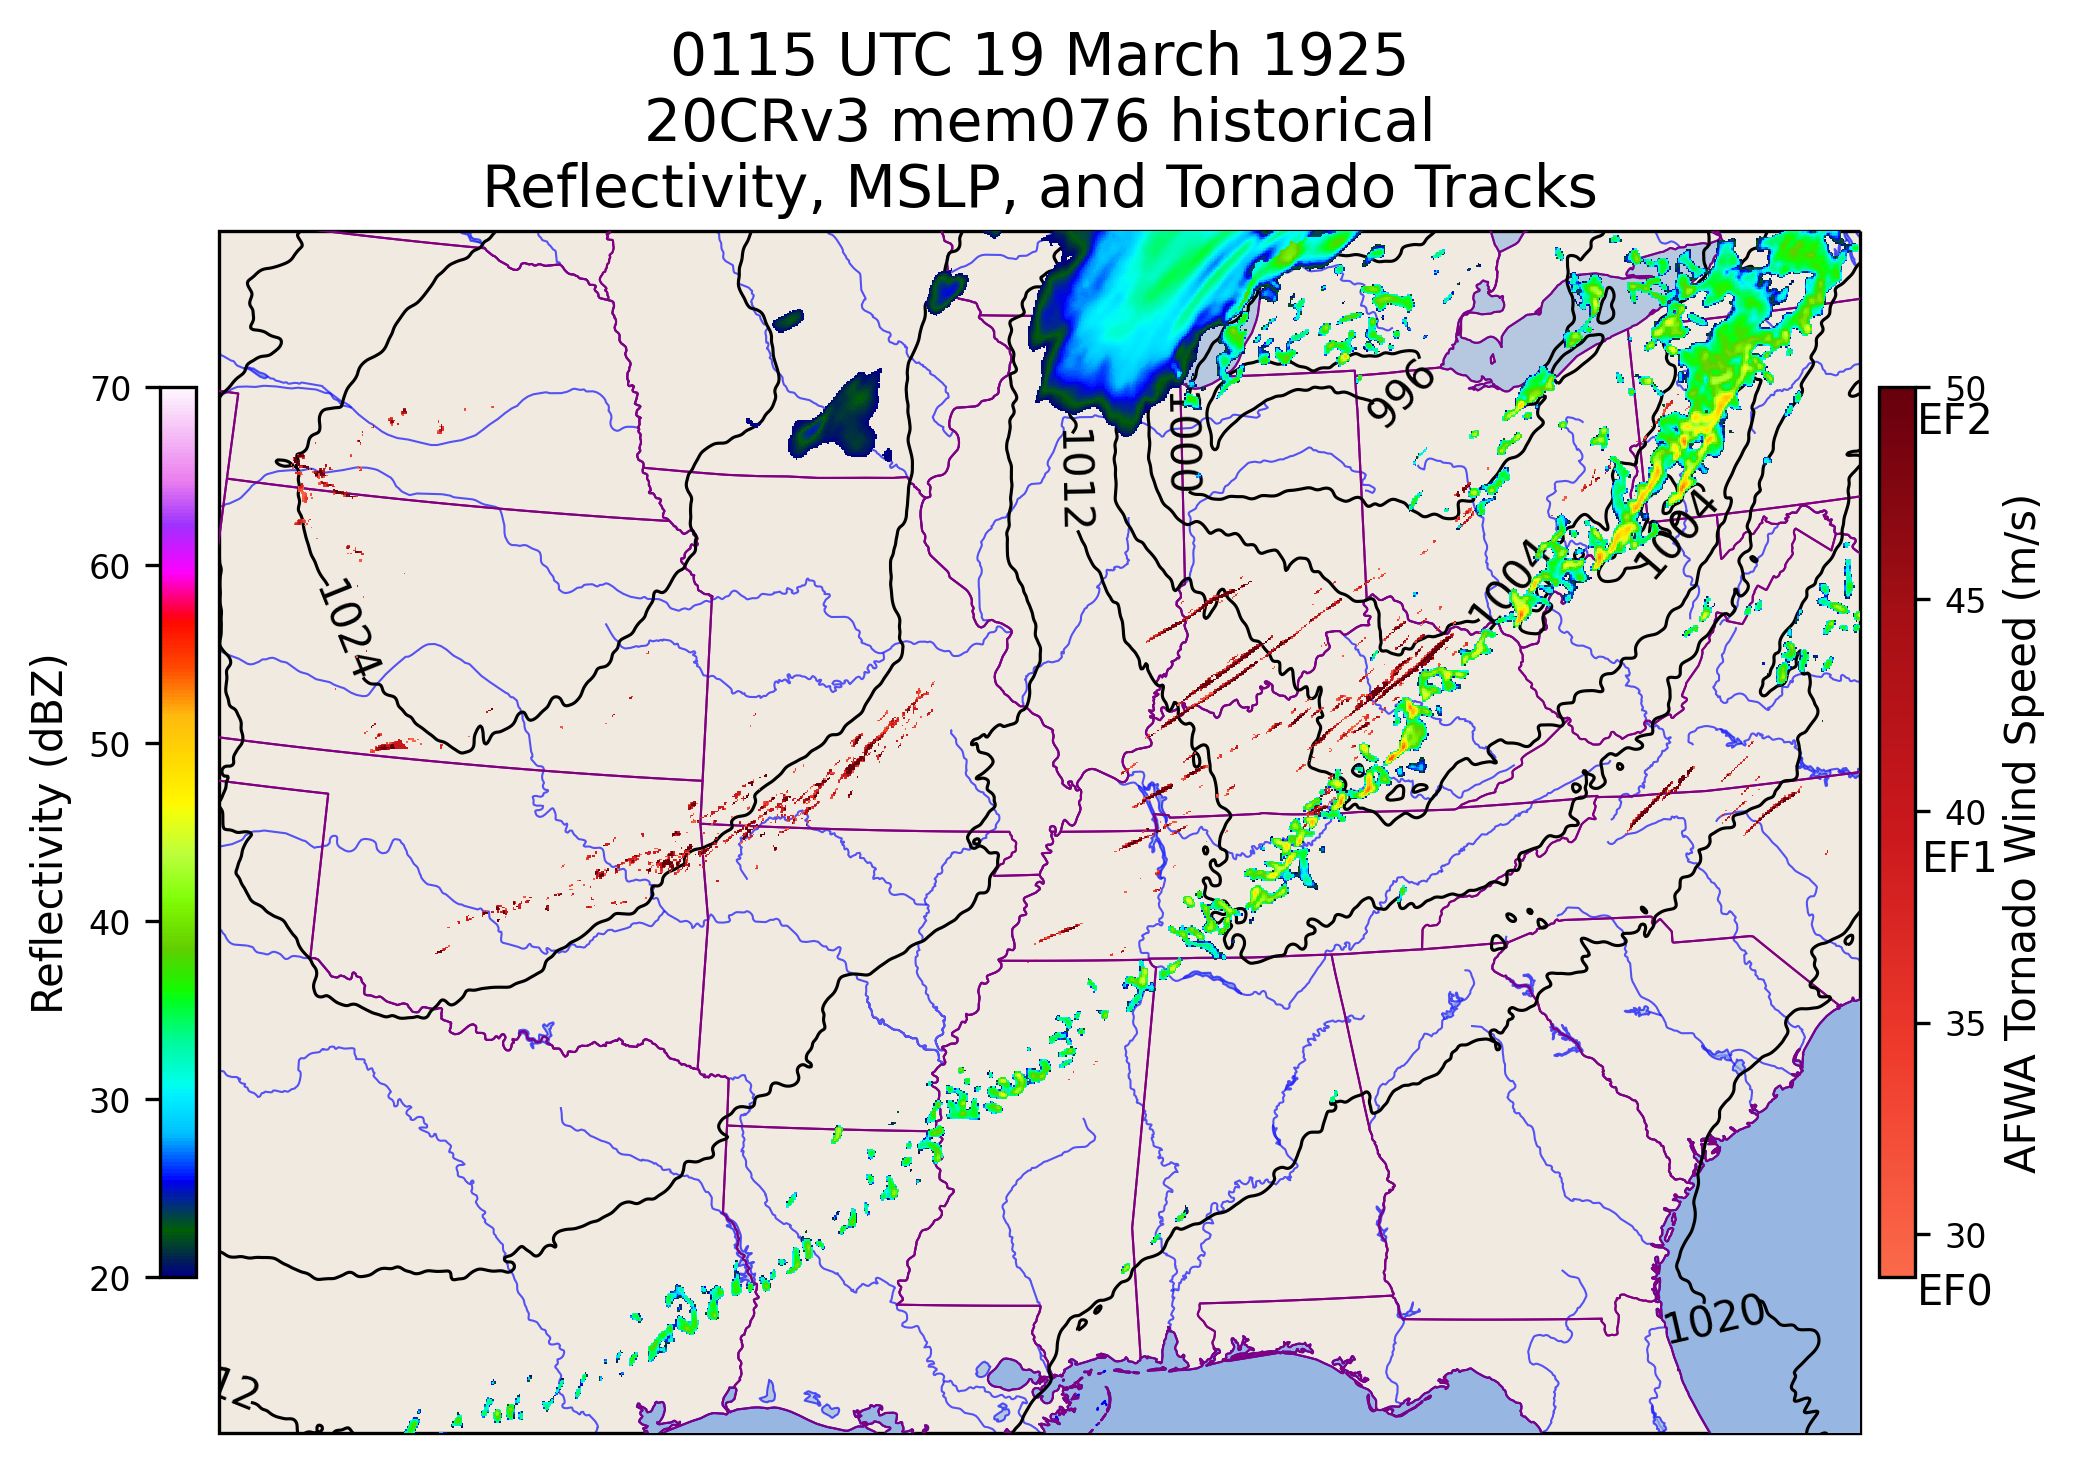 0115 UTC 19 March 1925
20CRv3 mem076 historical
Reflectivity, MSLP, and Tornado Tracks
70
60
50
40
30
20
Reflectivity (dBZ)
996
1000
1012
1004
1004
1024
1020
12
50
EF2
45
40
EF1
35
30
EF0
AFWA Tornado Wind Speed (m/s)